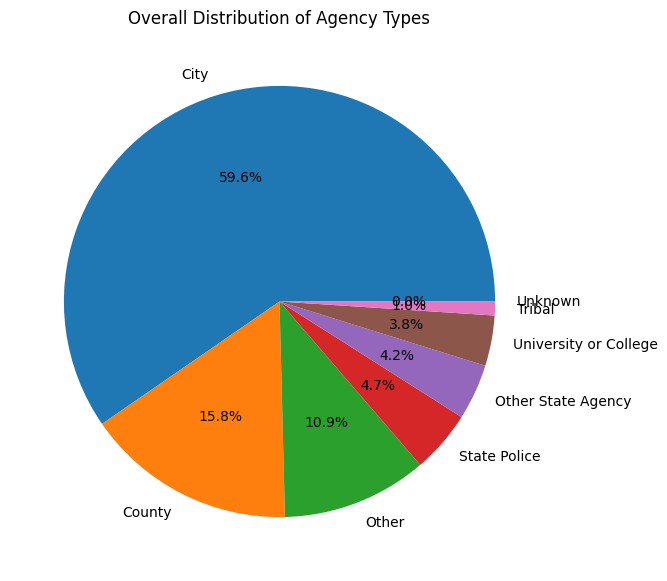 Overall Distribution of Agency Types
City
59.6%
0.0%
Unknown
1.0%
Tribal
3.8%
University or College
4.2%
Other State Agency
4.7%
State Police
15.8%
10.9%
County
Other